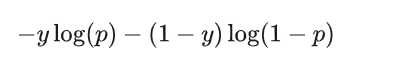 −y log(p) − (1 − y) log(1 − p)